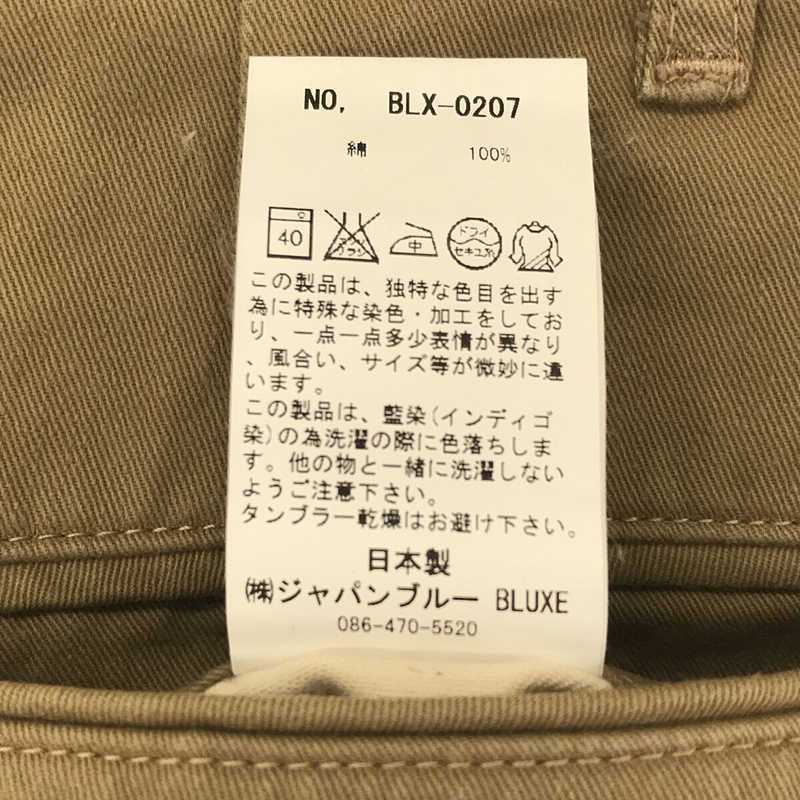 NO, BLX-0207
綿 100%
40 エンソ サラシ 中 ドライ セキユ系
この製品は、独特な色目を出す
為に特殊な染色・加工をしてお
り、一点一点多少表情が異なり
、風合い、サイズ等が微妙に違
います。
この製品は、藍染(インディゴ
染)の為洗濯の際に色落ちしま
す。他の物と一緒に洗濯しない
ようご注意下さい。
タンブラー乾燥はお避け下さい。
日本製
㈱ジャパンブルー BLUXE
086-470-5520